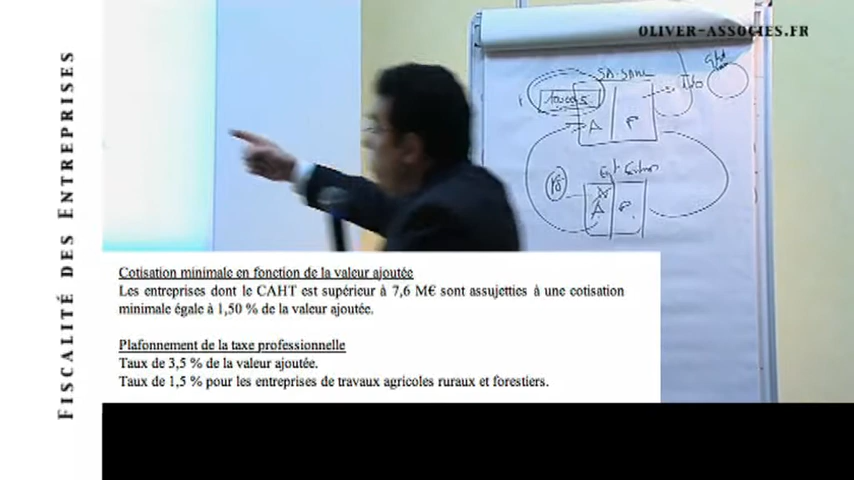 OLIVER-ASSOCIES.FR
FISCALITÉ DES ENTREPRISES
SA-SARL
A
P
A
P
Cotisation minimale en fonction de la valeur ajoutée
Les entreprises dont le CAHT est supérieur à 7,6 M€ sont assujetties à une cotisation
minimale égale à 1,50 % de la valeur ajoutée.
Plafonnement de la taxe professionnelle
Taux de 3,5 % de la valeur ajoutée.
Taux de 1,5 % pour les entreprises de travaux agricoles ruraux et forestiers.